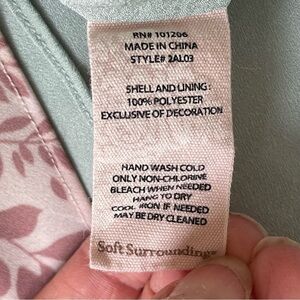 RN# 101206
MADE IN CHINA
STYLE# 2AL03
SHELL AND LINING:
100% POLYESTER
EXCLUSIVE OF DECORATION
HAND WASH COLD
ONLY NON-CHLORINE
BLEACH WHEN NEEDED
HANG TO DRY
COOL IRON IF NEEDED
MAY BE DRY CLEANED
Soft Surroundings